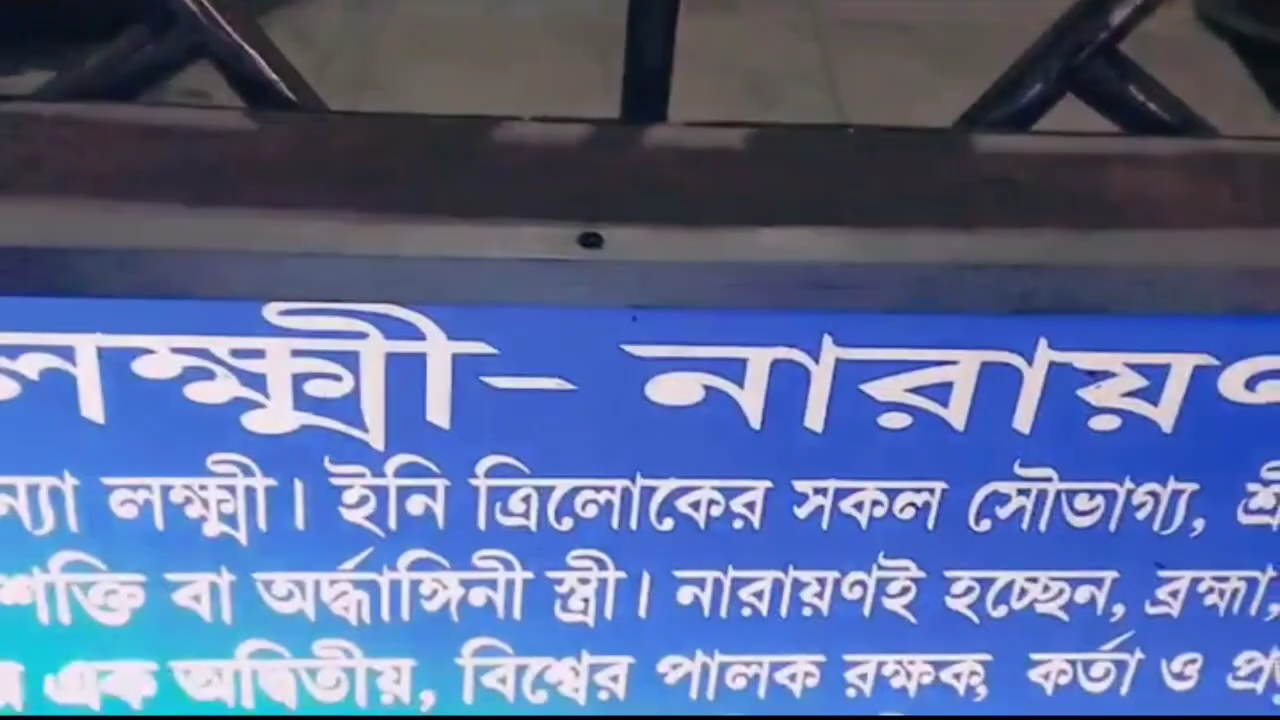 লক্ষ্মী- নারায়ণ
ন্যা লক্ষ্মী। ইনি ত্রিলোকের সকল সৌভাগ্য, শ্রী
শক্তি বা অর্দ্ধাঙ্গিনী স্ত্রী। নারায়ণই হচ্ছেন, ব্রহ্মা,
এক অদ্বিতীয়, বিশ্বের পালক রক্ষক, কর্তা ও